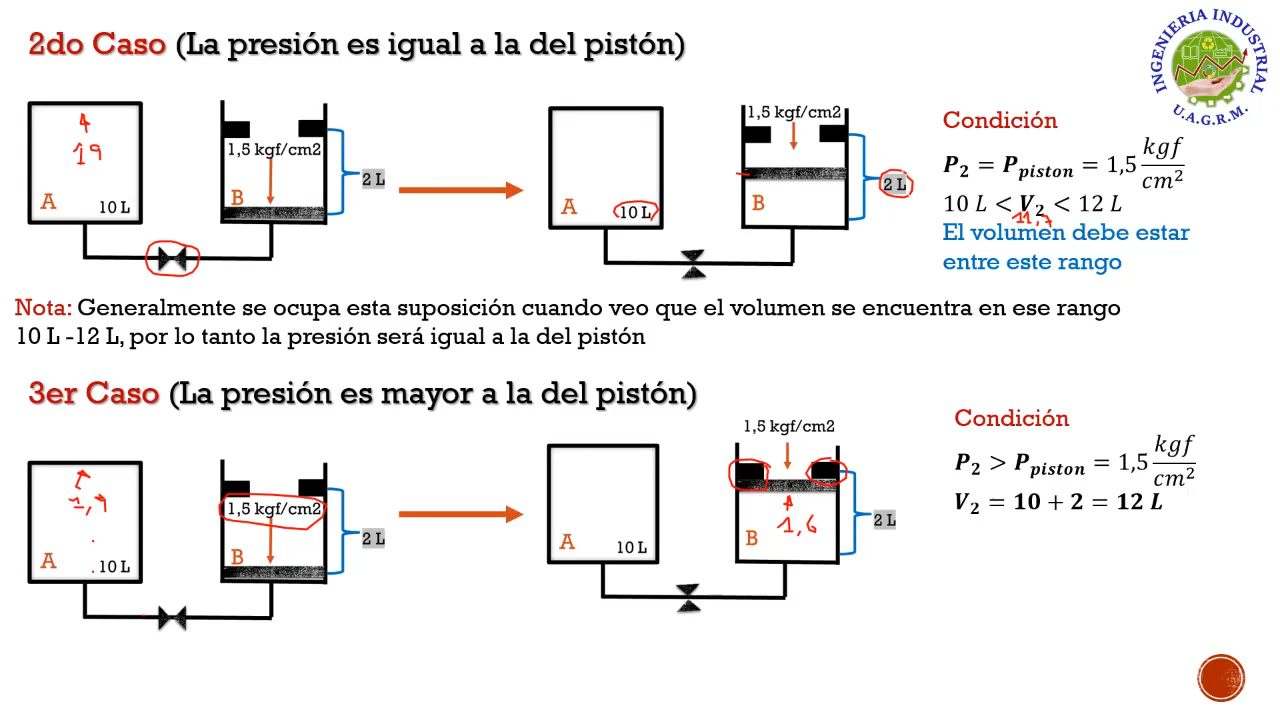 2do Caso (La presión es igual a la del pistón)
INGENIERIA INDUSTRIAL
U.A.G.R.M.
19
A
10 L
1,5 kgf/cm2
B
2 L
A
10 L
1,5 kgf/cm2
B
2 L
Condición
P2 = Ppiston = 1,5 kgf/cm2
10 L < V2 < 12 L
11,7
El volumen debe estar
entre este rango
Nota: Generalmente se ocupa esta suposición cuando veo que el volumen se encuentra en ese rango
10 L -12 L, por lo tanto la presión será igual a la del pistón
3er Caso (La presión es mayor a la del pistón)
1,9
A
10 L
1,5 kgf/cm2
B
2 L
A
10 L
1,5 kgf/cm2
1,6
B
2 L
Condición
P2 > Ppiston = 1,5 kgf/cm2
V2 = 10 + 2 = 12 L